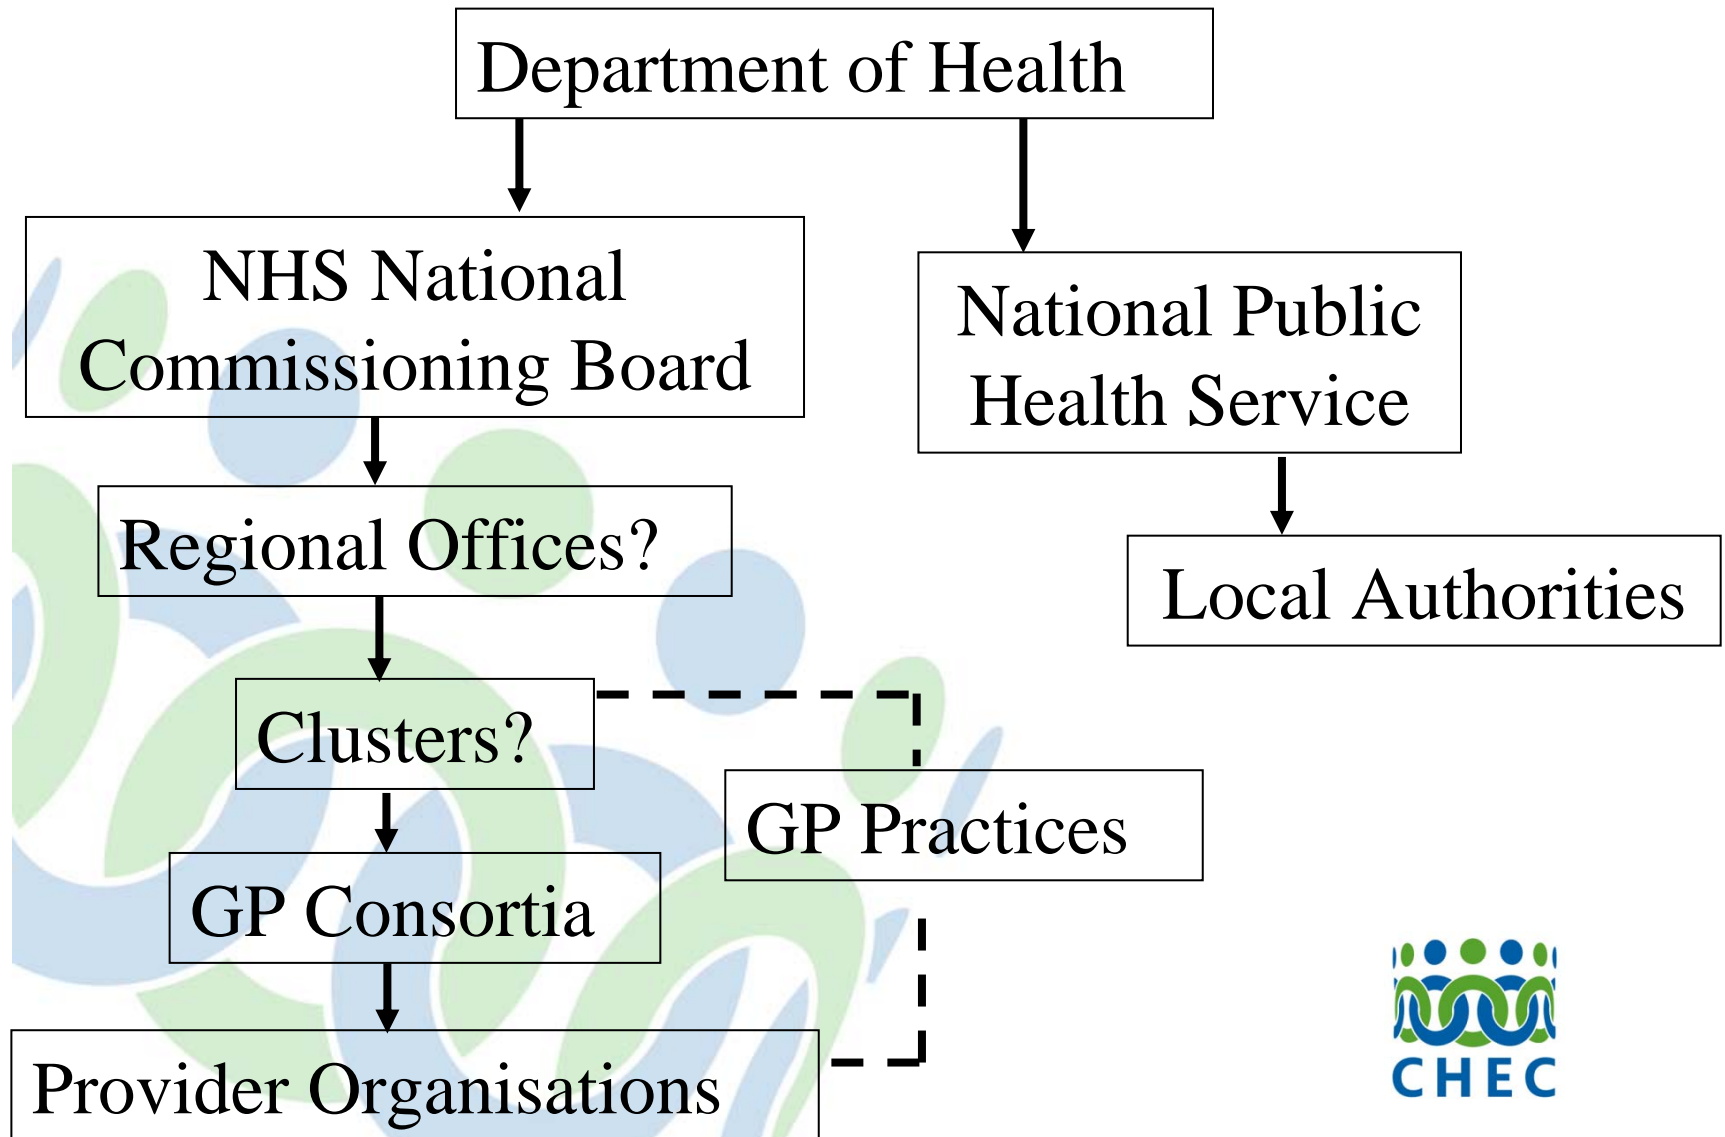 Department of Health
NHS National
Commissioning Board
National Public
Health Service
Regional Offices?
Local Authorities
Clusters?
GP Practices
GP Consortia
Provider Organisations
CHEC